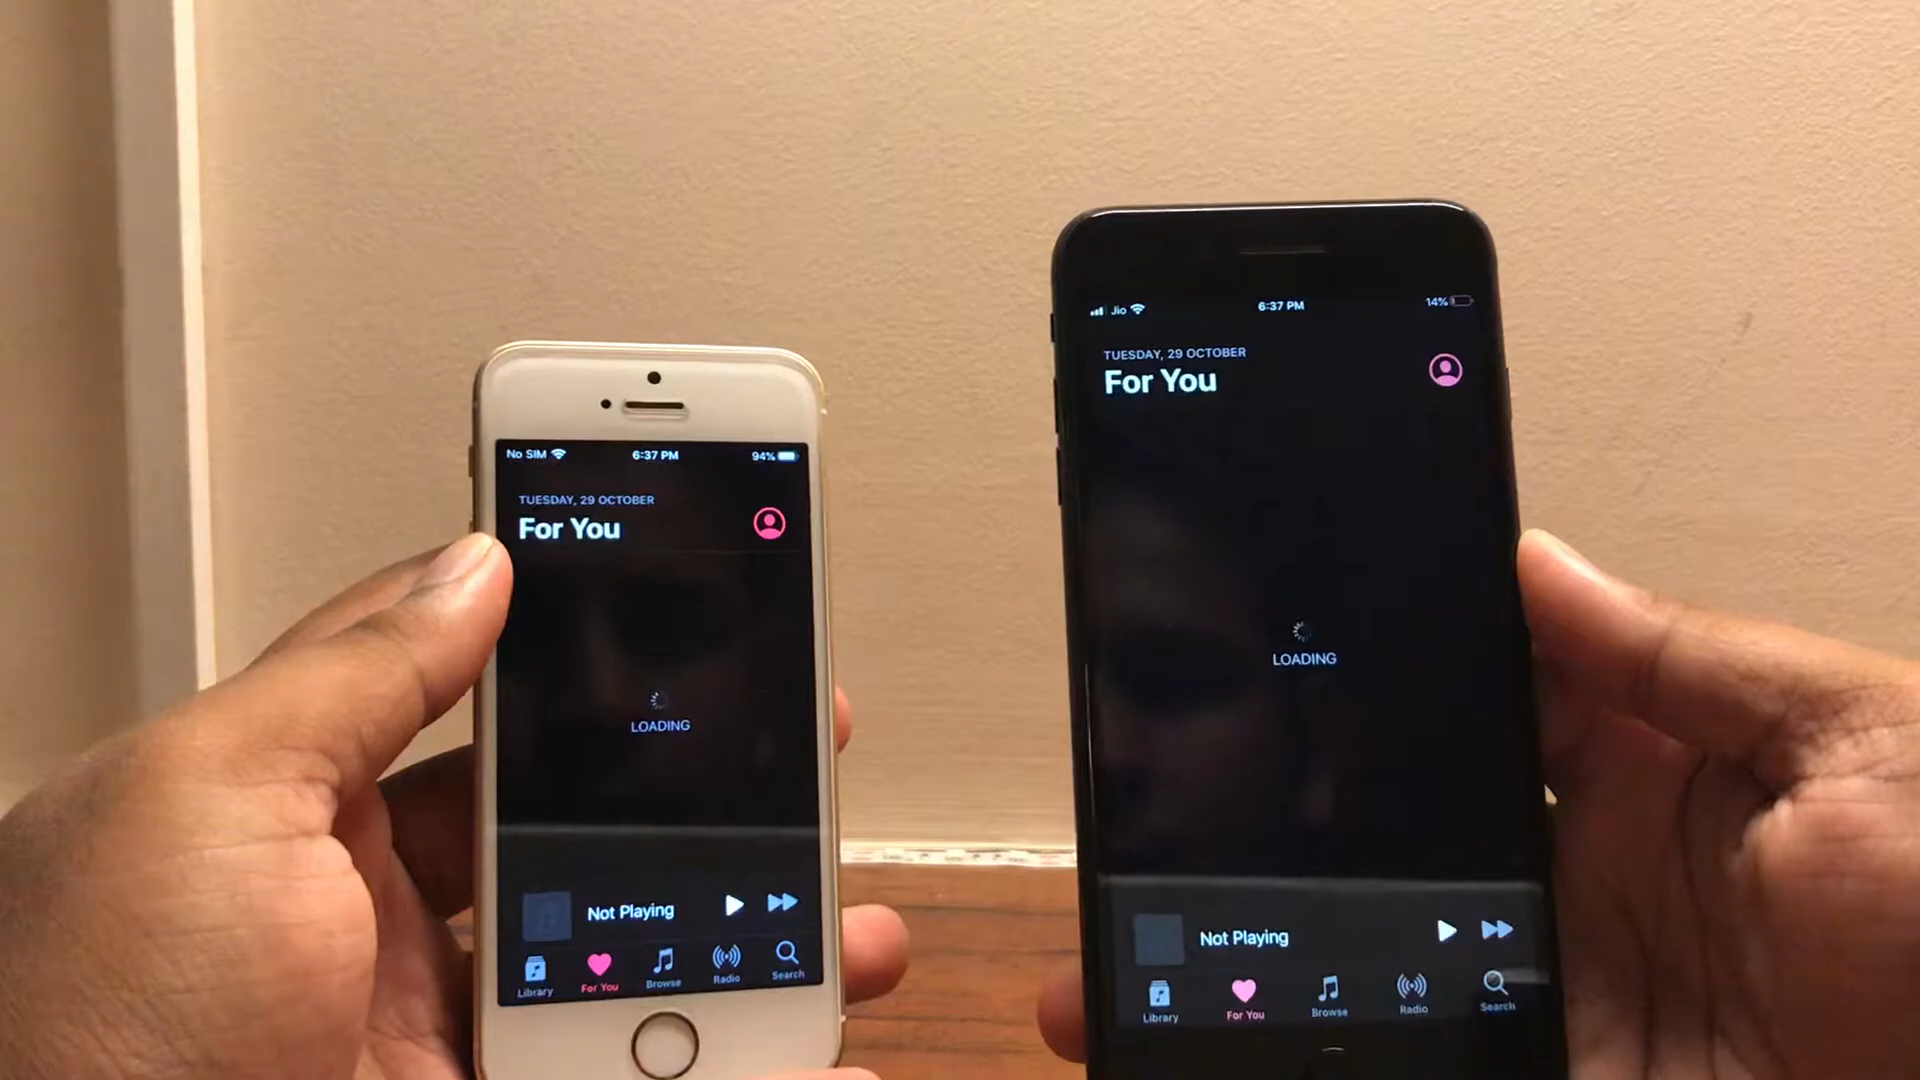 No SIM 6:37 PM 94%
TUESDAY, 29 OCTOBER
For You
LOADING
Not Playing
Library For You Browse Radio Search
Jio 6:37 PM 14%
TUESDAY, 29 OCTOBER
For You
LOADING
Not Playing
Library For You Browse Radio Search